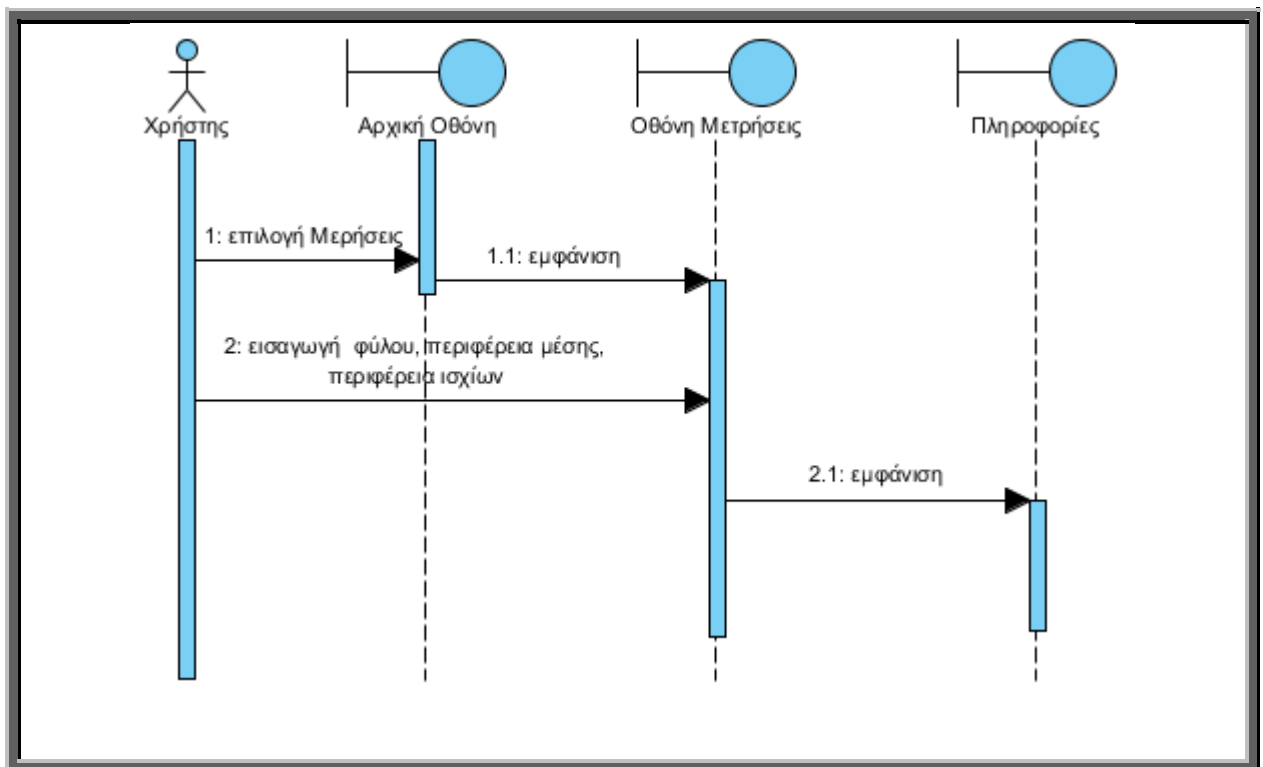 Χρήστης
Αρχική Οθόνη
Οθόνη Μετρήσεις
Πληροφορίες
1: επιλογή Μερήσεις
1.1: εμφάνιση
2: εισαγωγή  φύλου, περιφέρεια μέσης,
περιφέρεια ισχίων
2.1: εμφάνιση